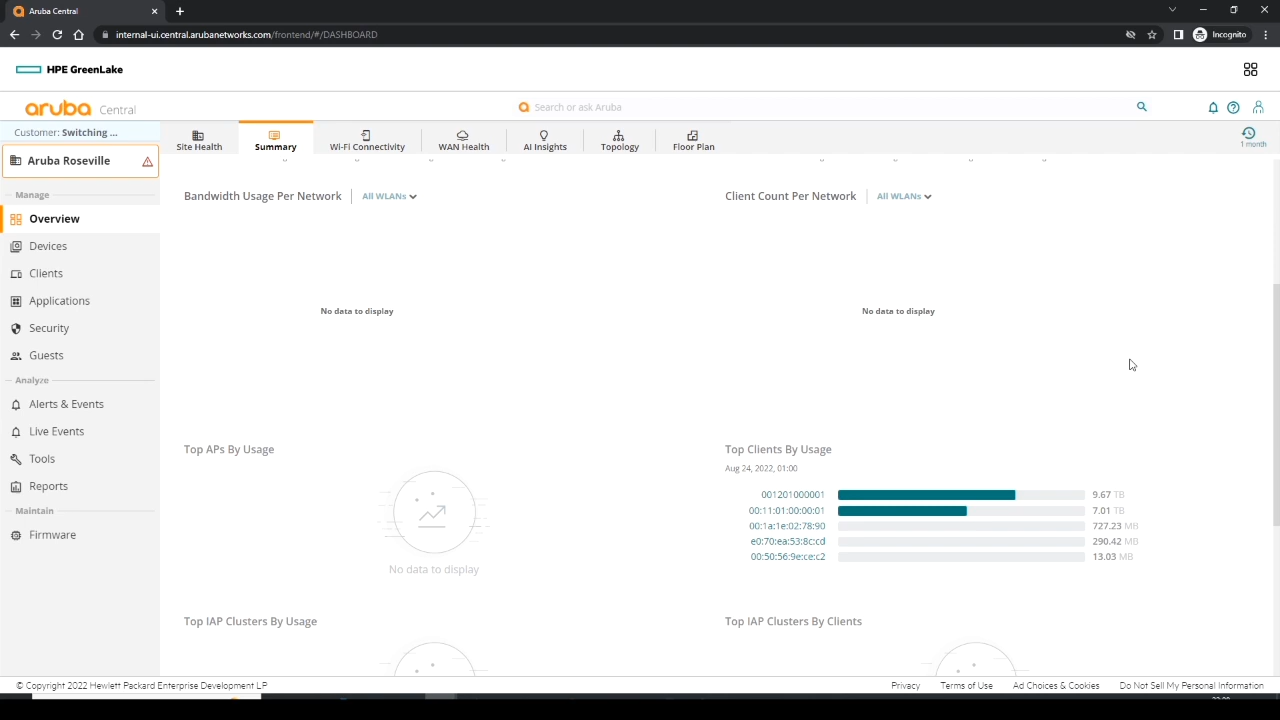 Aruba Central
internal-ui.central.arubanetworks.com/frontend/#/DASHBOARD
Incognito
HPE GreenLake
aruba Central
Search or ask Aruba
Customer: Switching ...
Aruba Roseville
Site Health
Summary
Wi-Fi Connectivity
WAN Health
AI Insights
Topology
Floor Plan
1 month
Manage
Overview
Devices
Clients
Applications
Security
Guests
Analyze
Alerts & Events
Live Events
Tools
Reports
Maintain
Firmware
Bandwidth Usage Per Network
All WLANs
No data to display
Client Count Per Network
All WLANs
No data to display
Top APs By Usage
No data to display
Top Clients By Usage
Aug 24, 2022, 01:00
001201000001 9.67 TB
00:11:01:00:00:01 7.01 TB
00:1a:1e:02:78:90 727.23 MB
e0:70:ea:53:8c:cd 290.42 MB
00:50:56:9e:ce:c2 13.03 MB
Top IAP Clusters By Usage
Top IAP Clusters By Clients
© Copyright 2022 Hewlett Packard Enterprise Development LP
Privacy
Terms of Use
Ad Choices & Cookies
Do Not Sell My Personal Information